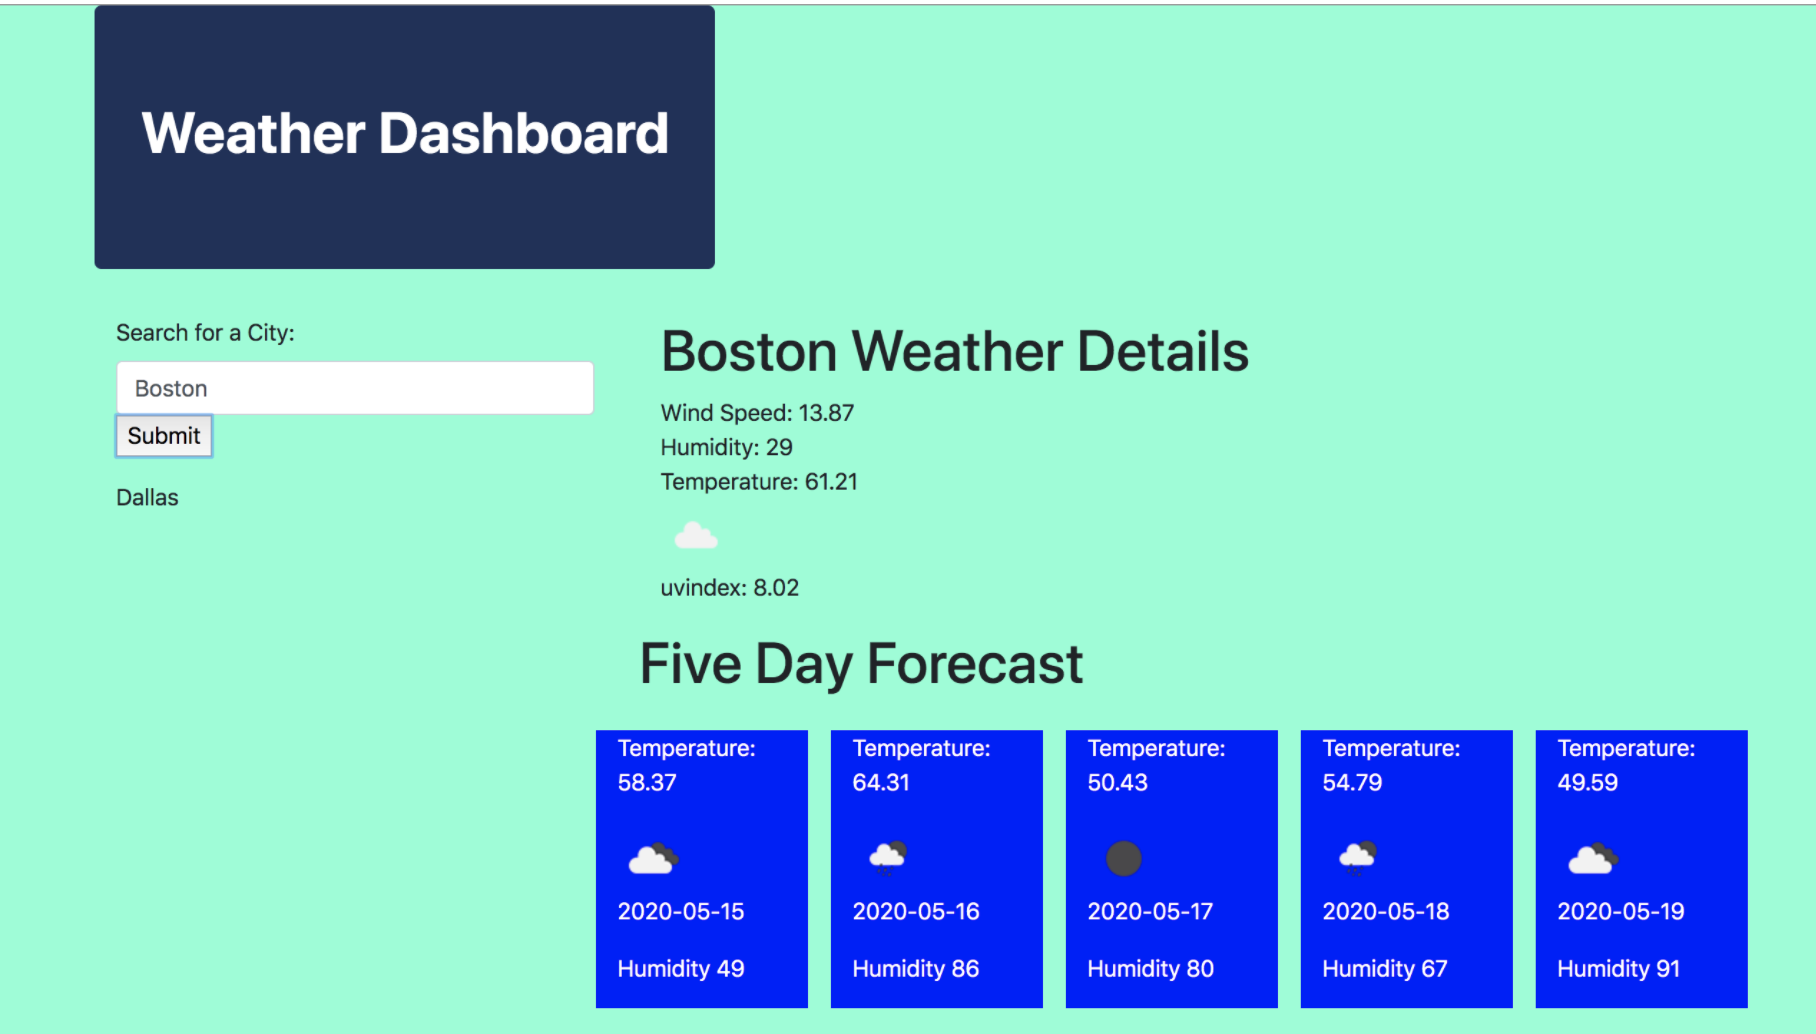 Weather Dashboard
Search for a City:
Boston
Submit
Dallas
Boston Weather Details
Wind Speed: 13.87
Humidity: 29
Temperature: 61.21
uvindex: 8.02
Five Day Forecast
Temperature:
58.37
2020-05-15
Humidity 49
Temperature:
64.31
2020-05-16
Humidity 86
Temperature:
50.43
2020-05-17
Humidity 80
Temperature:
54.79
2020-05-18
Humidity 67
Temperature:
49.59
2020-05-19
Humidity 91